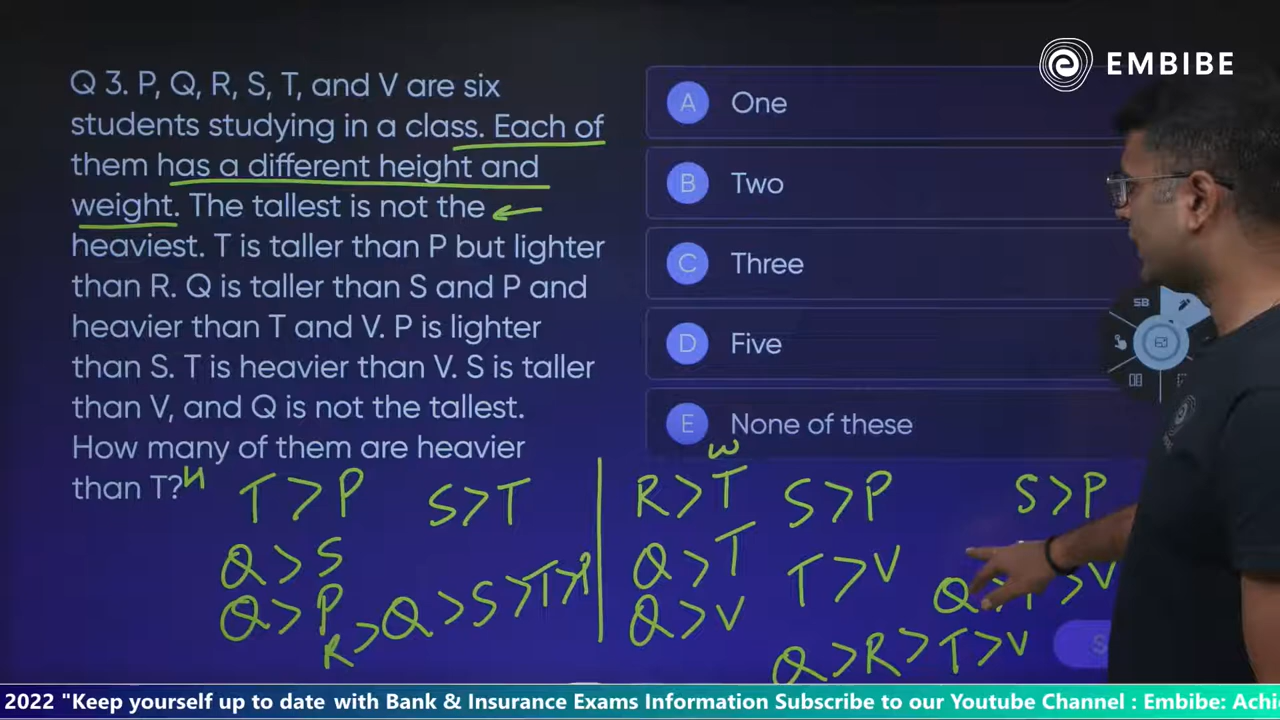 EMBIBE
Q 3. P, Q, R, S, T, and V are six
students studying in a class. Each of
them has a different height and
weight. The tallest is not the
heaviest. T is taller than P but lighter
than R. Q is taller than S and P and
heavier than T and V. P is lighter
than S. T is heavier than V. S is taller
than V, and Q is not the tallest.
How many of them are heavier
than T?
A One
B Two
C Three
D Five
E None of these
SB
H
T > P S > T
Q > S
Q > P
R > Q > S > T > P
W
R > T S > P S > P
Q > T T > V
Q > V
Q > T > V
Q > R > T > V
S
2022 "Keep yourself up to date with Bank & Insurance Exams Information Subscribe to our Youtube Channel : Embibe: Achi